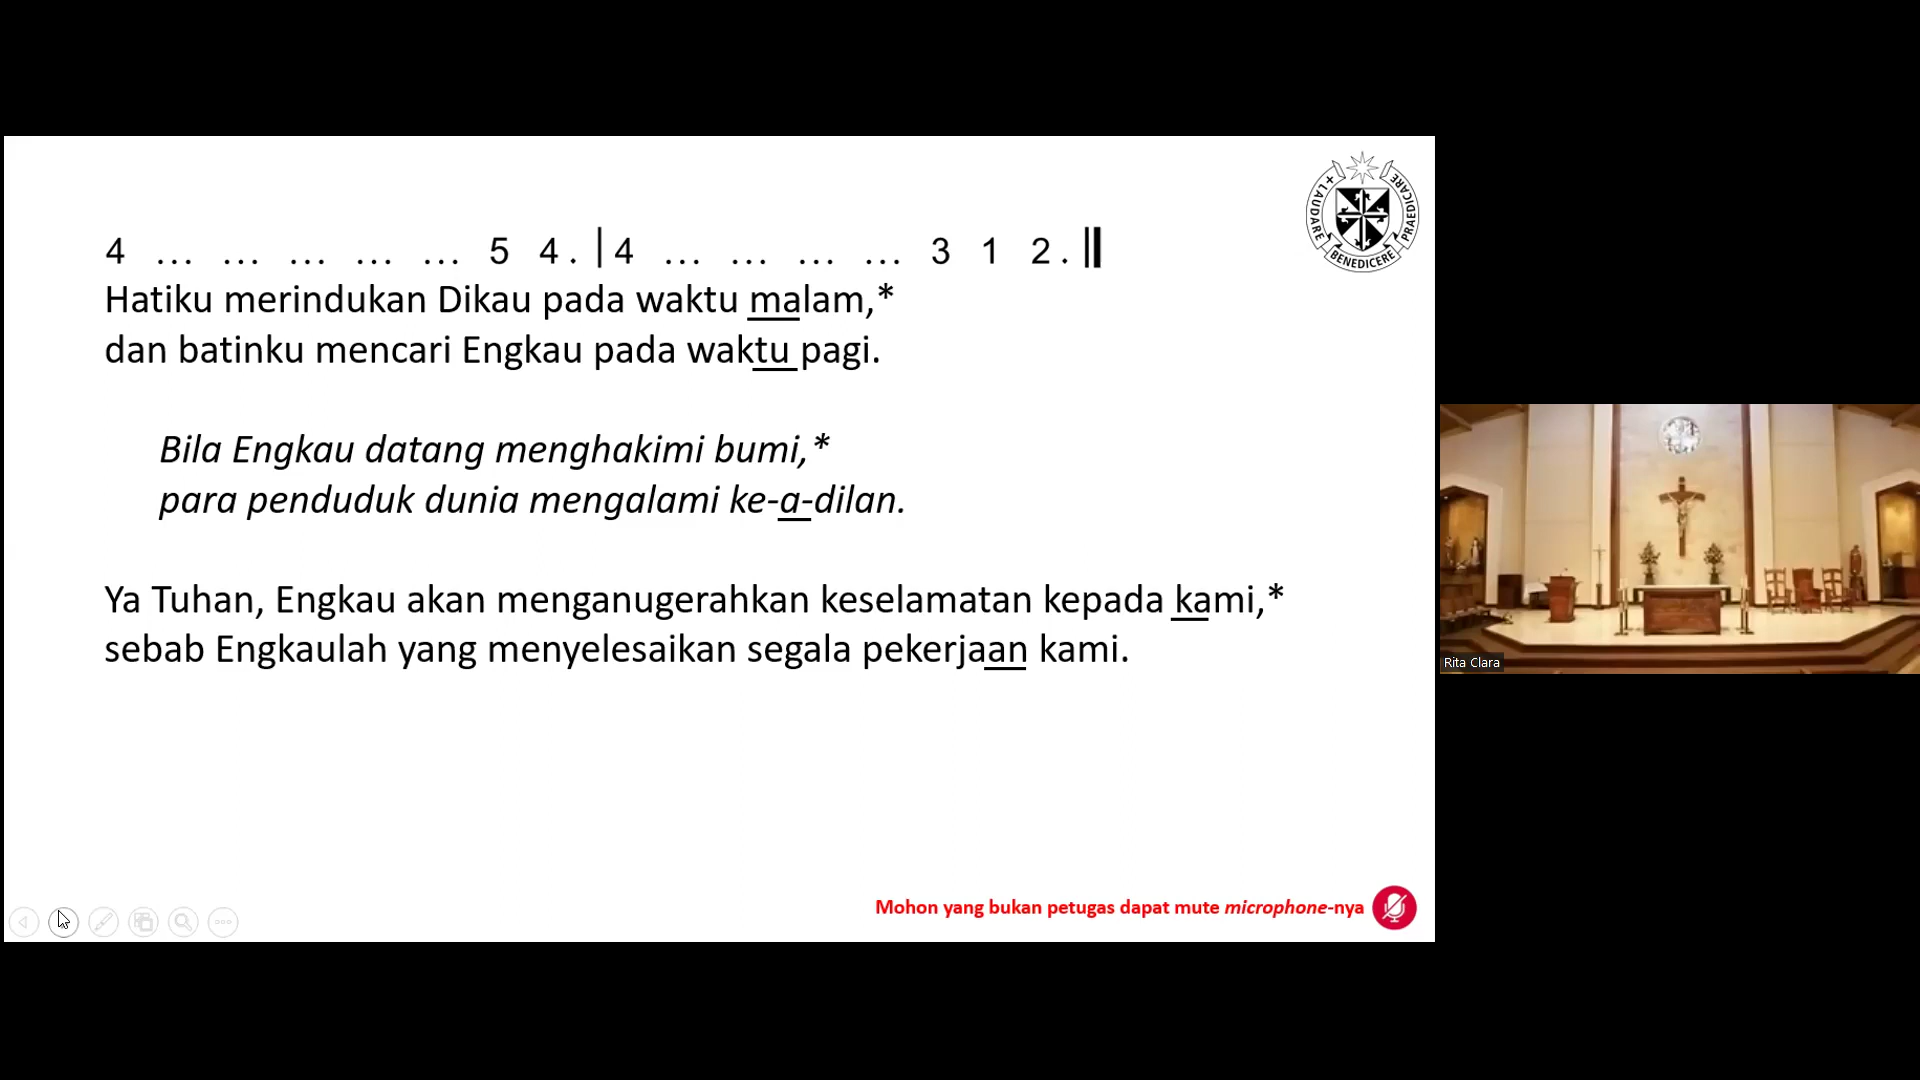 4 ... ... ... ... ... 5 4. | 4 ... ... ... ... 3 1 2. ‖
Hatiku merindukan Dikau pada waktu malam,*
dan batinku mencari Engkau pada waktu pagi.
Bila Engkau datang menghakimi bumi,*
para penduduk dunia mengalami ke-a-dilan.
Ya Tuhan, Engkau akan menganugerahkan keselamatan kepada kami,*
sebab Engkaulah yang menyelesaikan segala pekerjaan kami.
+ LAUDARE BENEDICERE PRAEDICARE
Rita Clara
Mohon yang bukan petugas dapat mute microphone-nya